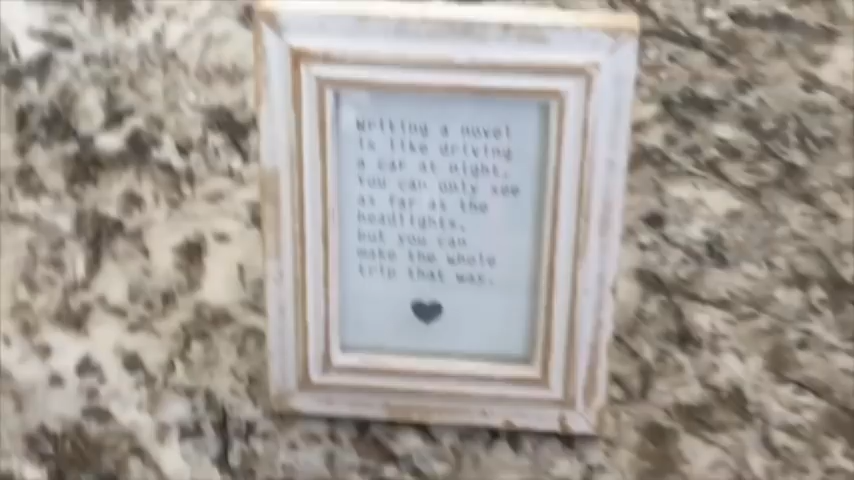 Writing a novel
is like driving
a car at night.
You can only see
as far as the
headlights,
but you can
make the whole
trip that way.